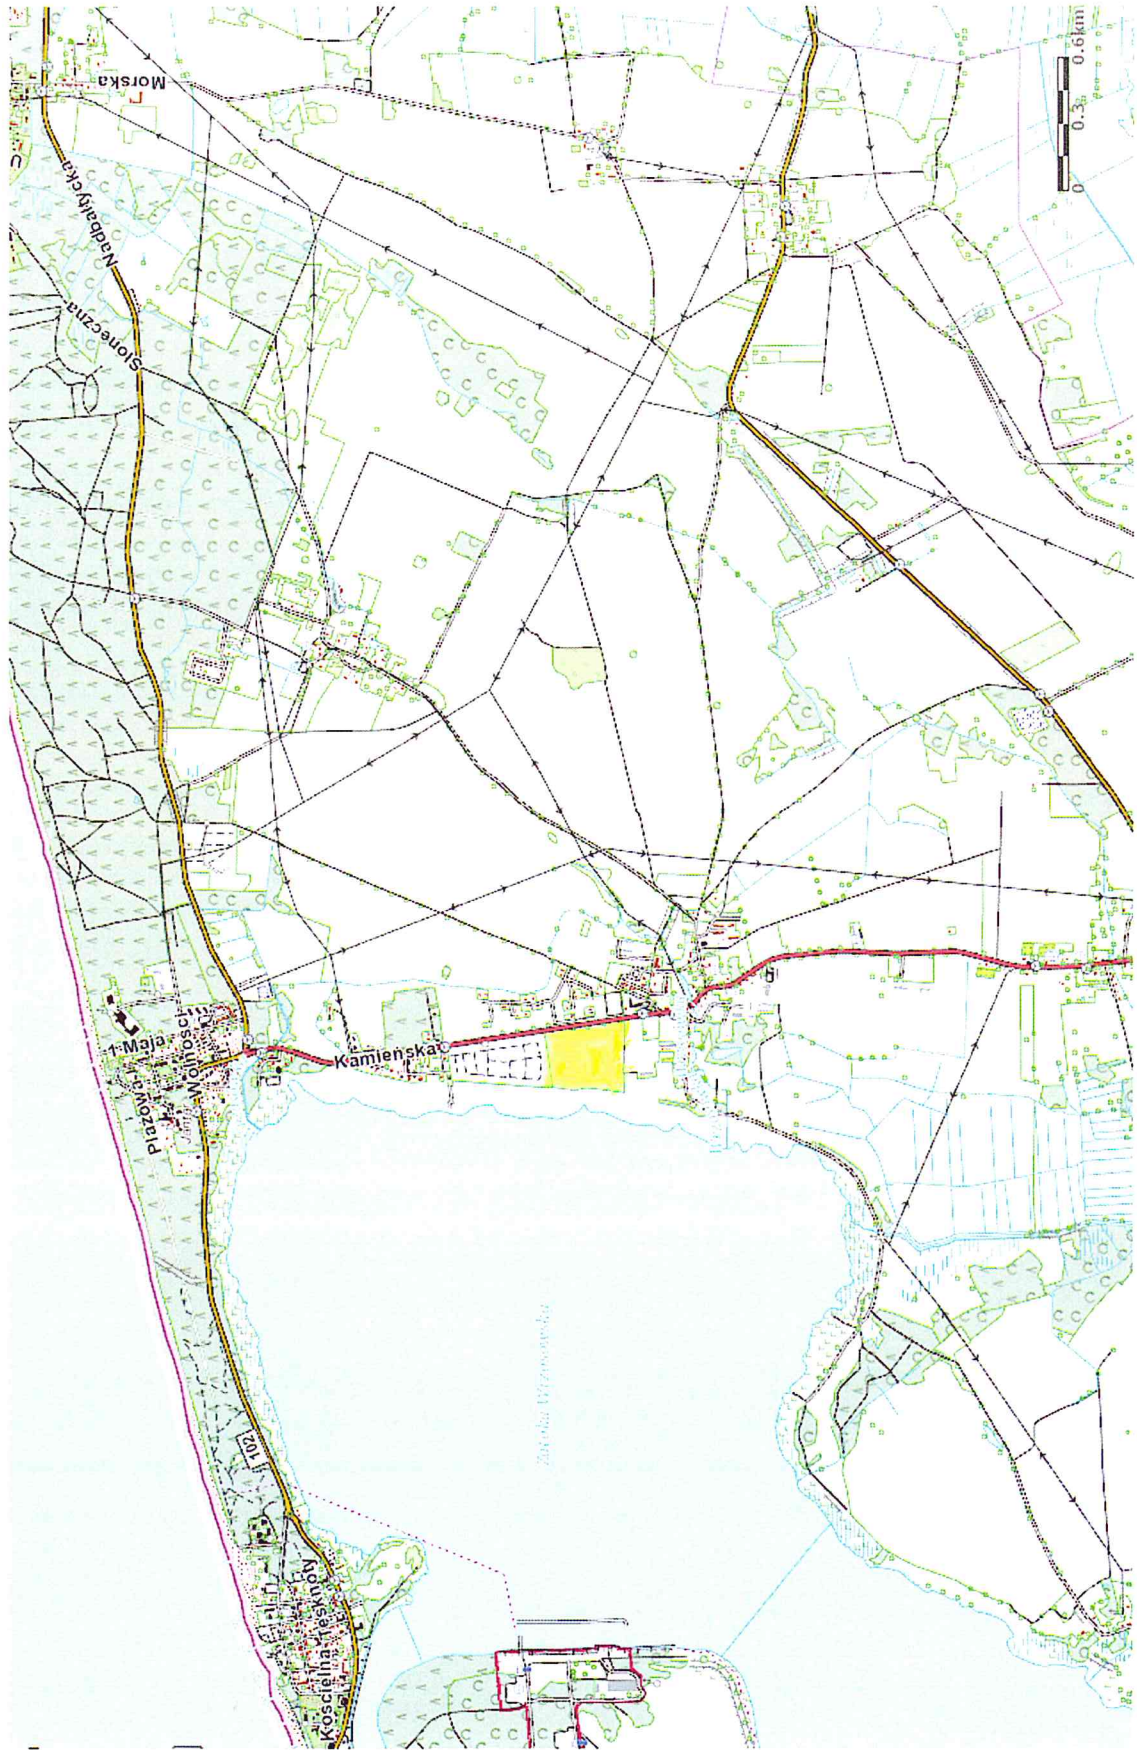 Morska
Nadbałtycka
Słoneczna
0
0.3
0.6km
1 Maja
Plażowa
Wolności
Kamieńska
102
Kościelna